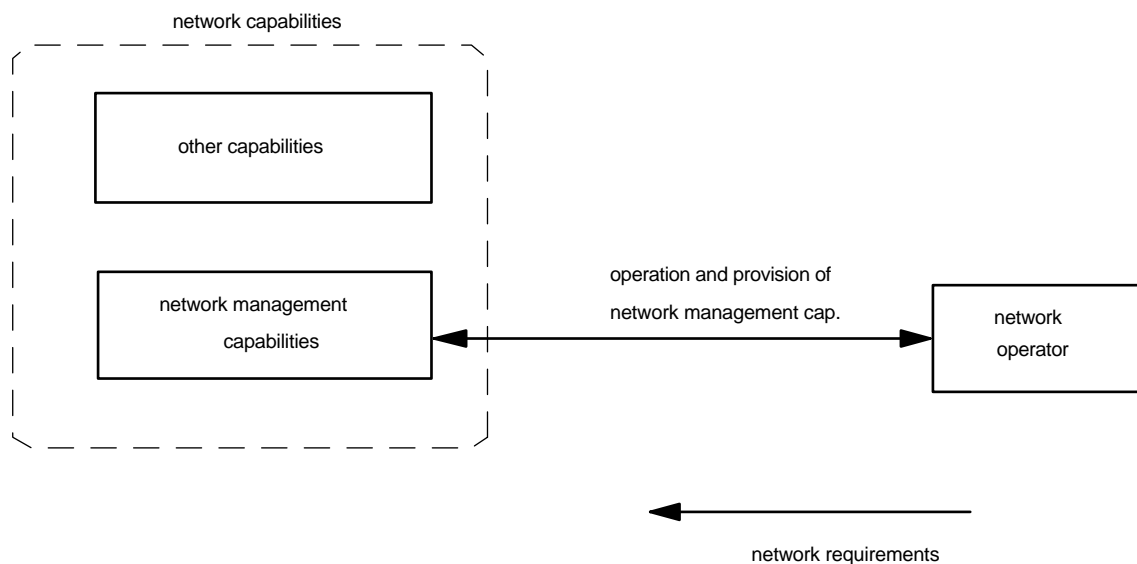 network capabilities
other capabilities
network management
capabilities
operation and provision of
network management cap.
network
operator
network requirements